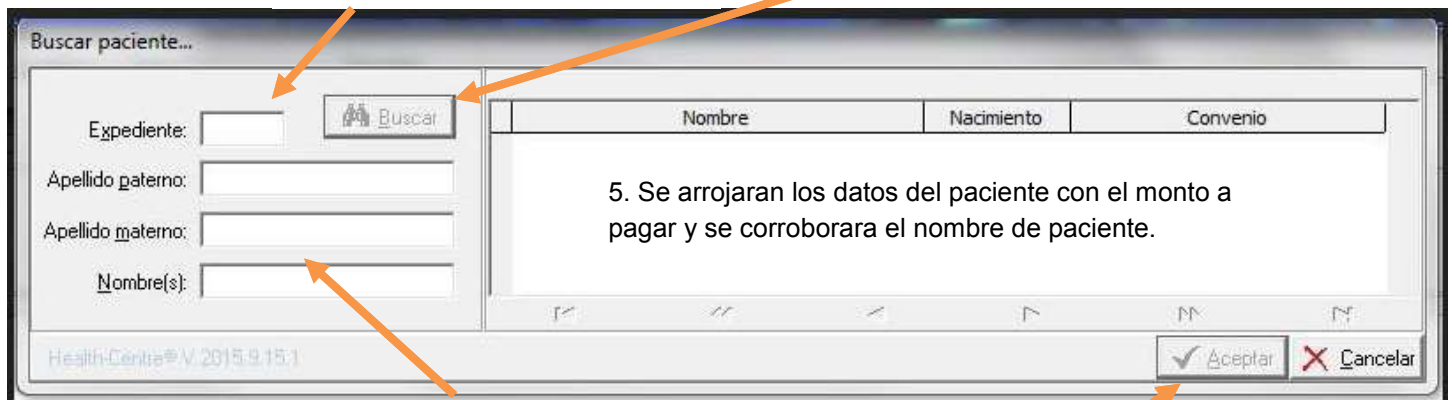 Buscar paciente...
Expediente:
Buscar
Apellido paterno:
Apellido materno:
Nombre(s):
Nombre Nacimiento Convenio
5. Se arrojaran los datos del paciente con el monto a
pagar y se corroborara el nombre de paciente.
Health-Centre® V. 2015.9.15.1
Aceptar
Cancelar